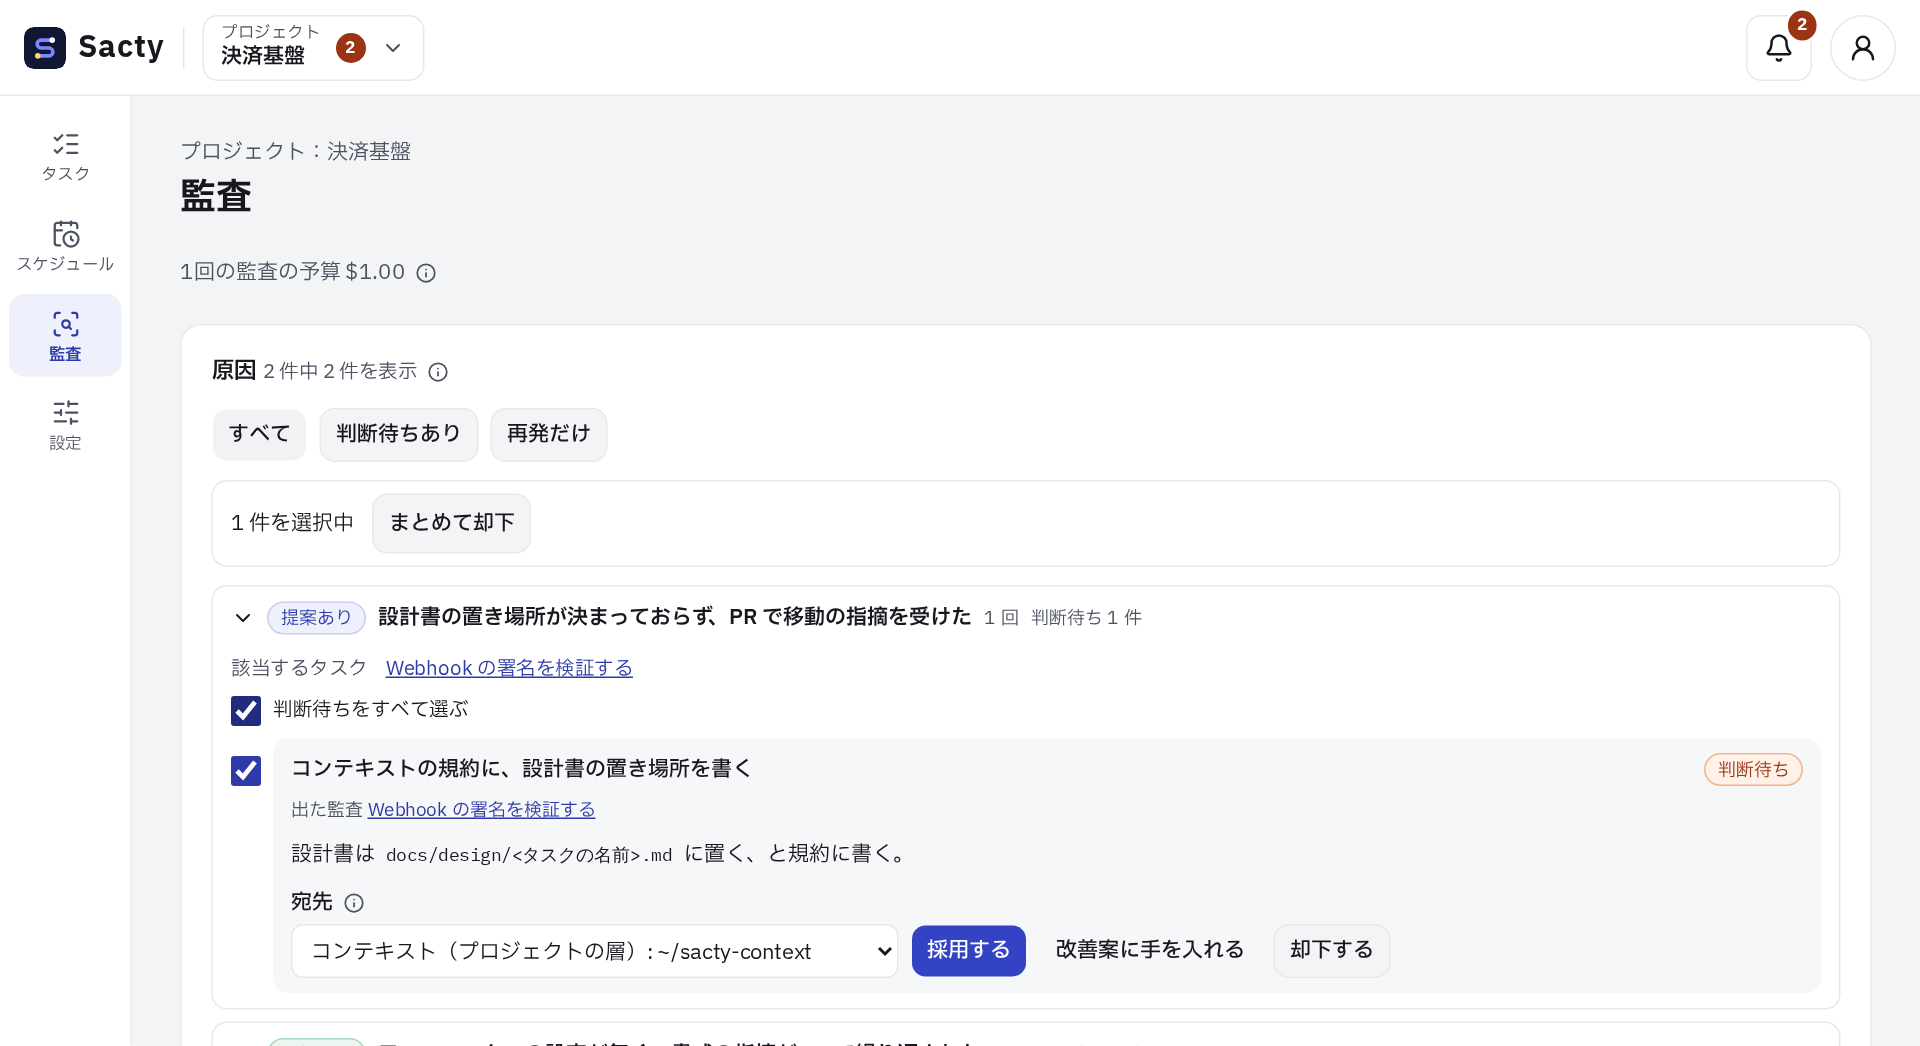 Sacty
プロジェクト
決済基盤
2
2
タスク
スケジュール
監査
設定
プロジェクト：決済基盤
監査
1回の監査の予算 $1.00
原因 2 件中 2 件を表示
すべて 判断待ちあり 再発だけ
1 件を選択中 まとめて却下
提案あり 設計書の置き場所が決まっておらず、PR で移動の指摘を受けた 1 回 判断待ち 1 件
該当するタスク Webhook の署名を検証する
判断待ちをすべて選ぶ
コンテキストの規約に、設計書の置き場所を書く 判断待ち
出た監査 Webhook の署名を検証する
設計書は docs/design/<タスクの名前>.md に置く、と規約に書く。
宛先
コンテキスト（プロジェクトの層）: ~/sacty-context 採用する 改善案に手を入れる 却下する